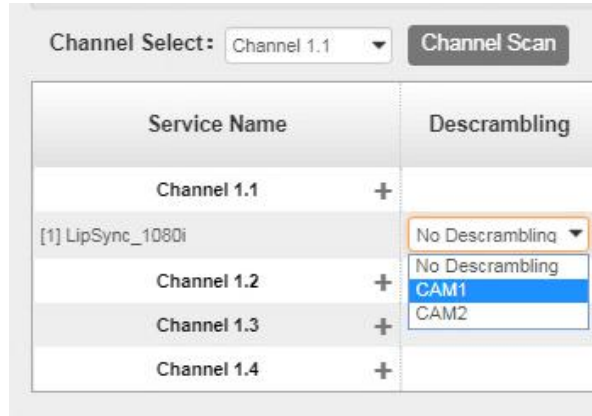 Channel Select: Channel 1.1 Channel Scan
Service Name Descrambling
Channel 1.1 +
[1] LipSync_1080i No Descrambling
No Descrambling
Channel 1.2 + CAM1
CAM2
Channel 1.3 +
Channel 1.4 +